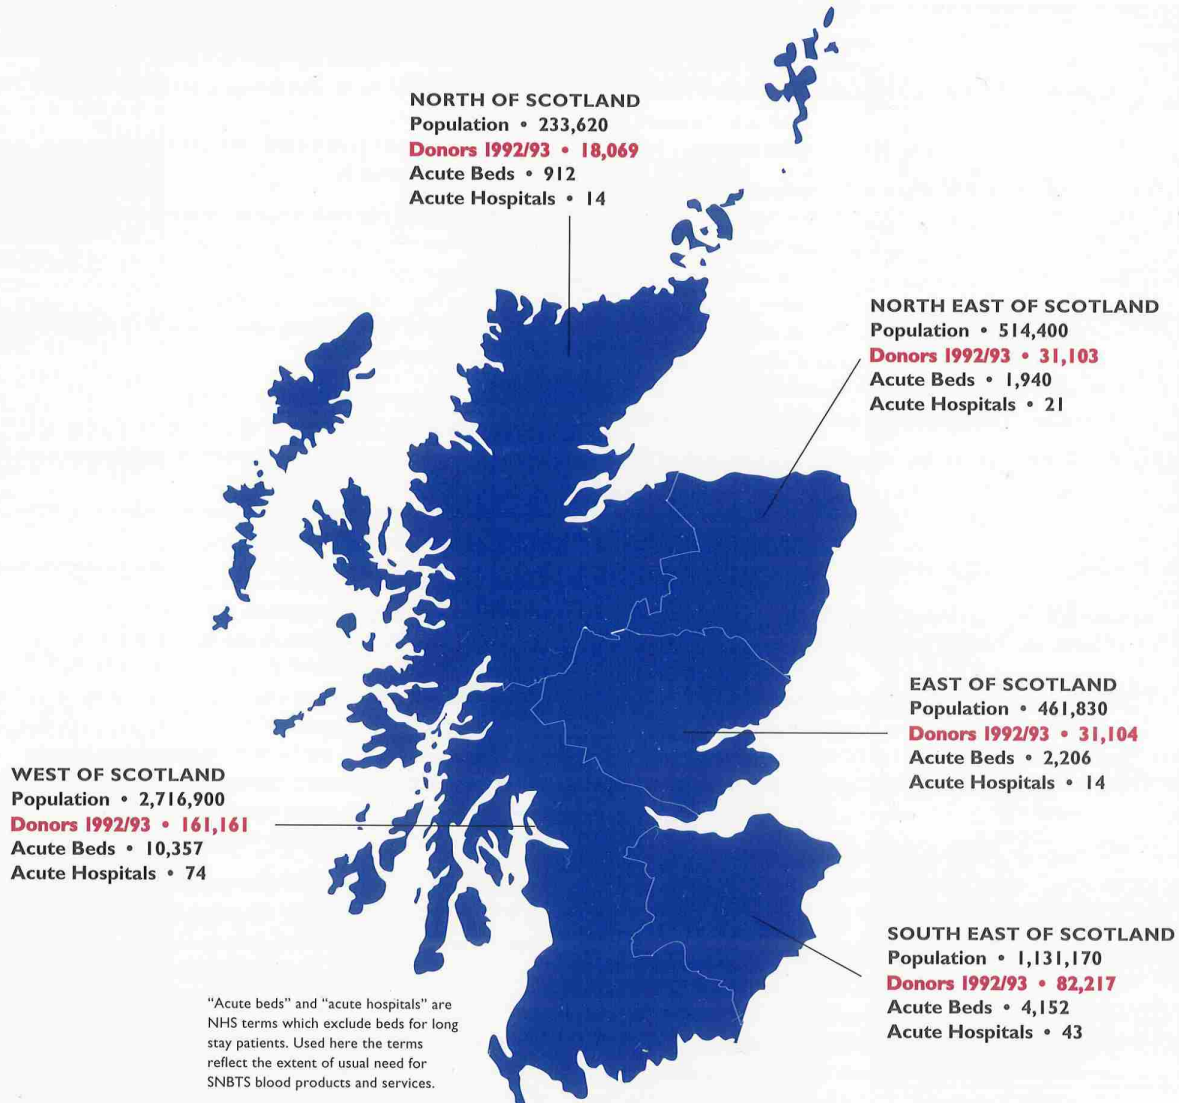 NORTH OF SCOTLAND
Population • 233,620
Donors 1992/93 • 18,069
Acute Beds • 912
Acute Hospitals • 14
NORTH EAST OF SCOTLAND
Population • 514,400
Donors 1992/93 • 31,103
Acute Beds • 1,940
Acute Hospitals • 21
EAST OF SCOTLAND
Population • 461,830
Donors 1992/93 • 31,104
Acute Beds • 2,206
Acute Hospitals • 14
WEST OF SCOTLAND
Population • 2,716,900
Donors 1992/93 • 161,161
Acute Beds • 10,357
Acute Hospitals • 74
SOUTH EAST OF SCOTLAND
Population • 1,131,170
Donors 1992/93 • 82,217
Acute Beds • 4,152
Acute Hospitals • 43
"Acute beds" and "acute hospitals" are
NHS terms which exclude beds for long
stay patients. Used here the terms
reflect the extent of usual need for
SNBTS blood products and services.